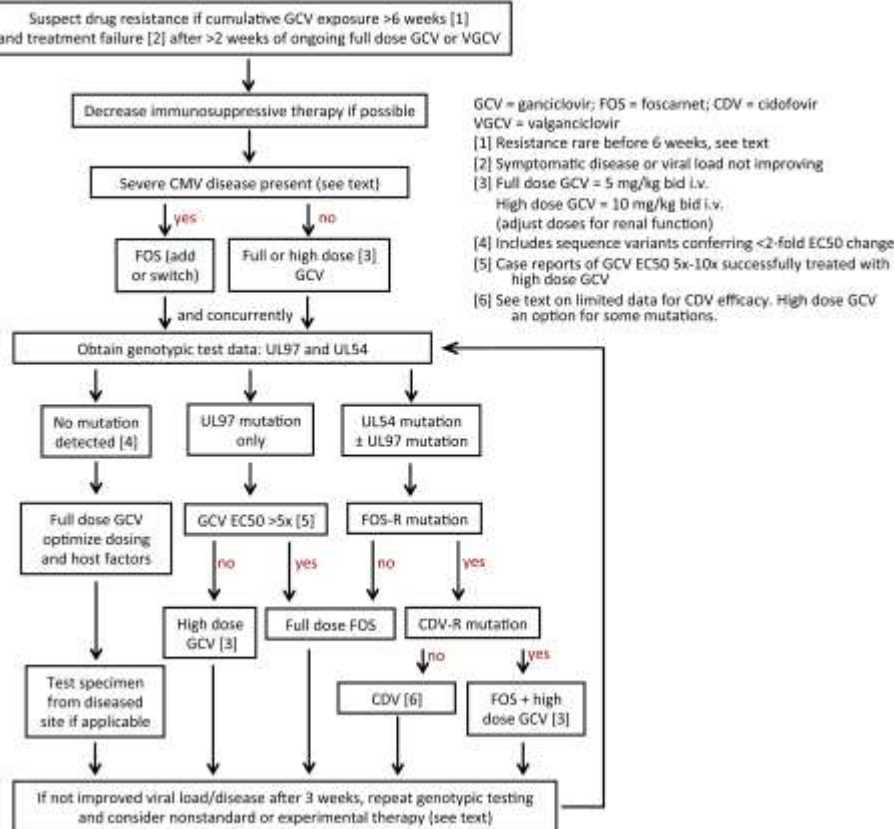 Suspect drug resistance if cumulative GCV exposure >6 weeks [1]
and treatment failure [2] after >2 weeks of ongoing full dose GCV or VGCV
Decrease immunosuppressive therapy if possible
Severe CMV disease present (see text)
yes
no
FOS (add
or switch)
Full or high dose [3]
GCV
and concurrently
Obtain genotypic test data: UL97 and UL54
GCV = ganciclovir; FOS = foscarnet; CDV = cidofovir
VGCV = valganciclovir
[1] Resistance rare before 6 weeks, see text
[2] Symptomatic disease or viral load not improving
[3] Full dose GCV = 5 mg/kg bid i.v.
High dose GCV = 10 mg/kg bid i.v.
(adjust doses for renal function)
[4] Includes sequence variants conferring <2-fold EC50 change
[5] Case reports of GCV EC50 5x-10x successfully treated with
high dose GCV
[6] See text on limited data for CDV efficacy. High dose GCV
an option for some mutations.
No mutation
detected [4]
UL97 mutation
only
UL54 mutation
± UL97 mutation
Full dose GCV
optimize dosing
and host factors
GCV EC50 >5x [5]
FOS-R mutation
no
yes
no
yes
High dose
GCV [3]
Full dose FOS
CDV-R mutation
no
yes
Test specimen
from diseased
site if applicable
CDV [6]
FOS + high
dose GCV [3]
If not improved viral load/disease after 3 weeks, repeat genotypic testing
and consider nonstandard or experimental therapy (see text)